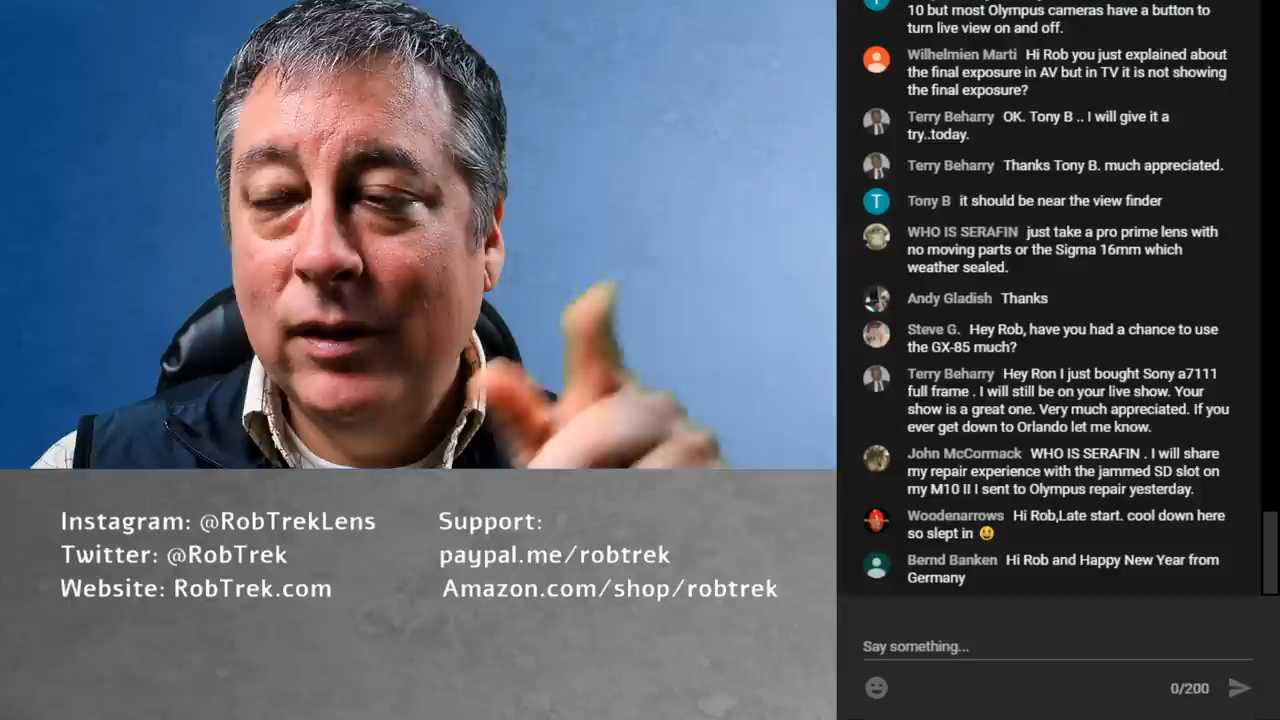 Instagram: @RobTrekLens
Twitter: @RobTrek
Website: RobTrek.com
Support:
paypal.me/robtrek
Amazon.com/shop/robtrek
10 but most Olympus cameras have a button to
turn live view on and off.
Wilhelmien Marti Hi Rob you just explained about
the final exposure in AV but in TV it is not showing
the final exposure?
Terry Beharry OK. Tony B .. I will give it a
try..today.
Terry Beharry Thanks Tony B. much appreciated.
T
Tony B it should be near the view finder
WHO IS SERAFIN just take a pro prime lens with
no moving parts or the Sigma 16mm which
weather sealed.
Andy Gladish Thanks
Steve G. Hey Rob, have you had a chance to use
the GX-85 much?
Terry Beharry Hey Ron I just bought Sony a7111
full frame . I will still be on your live show. Your
show is a great one. Very much appreciated. If you
ever get down to Orlando let me know.
John McCormack WHO IS SERAFIN . I will share
my repair experience with the jammed SD slot on
my M10 II I sent to Olympus repair yesterday.
Woodenarrows Hi Rob,Late start. cool down here
so slept in 😃
Bernd Banken Hi Rob and Happy New Year from
Germany
Say something...
0/200